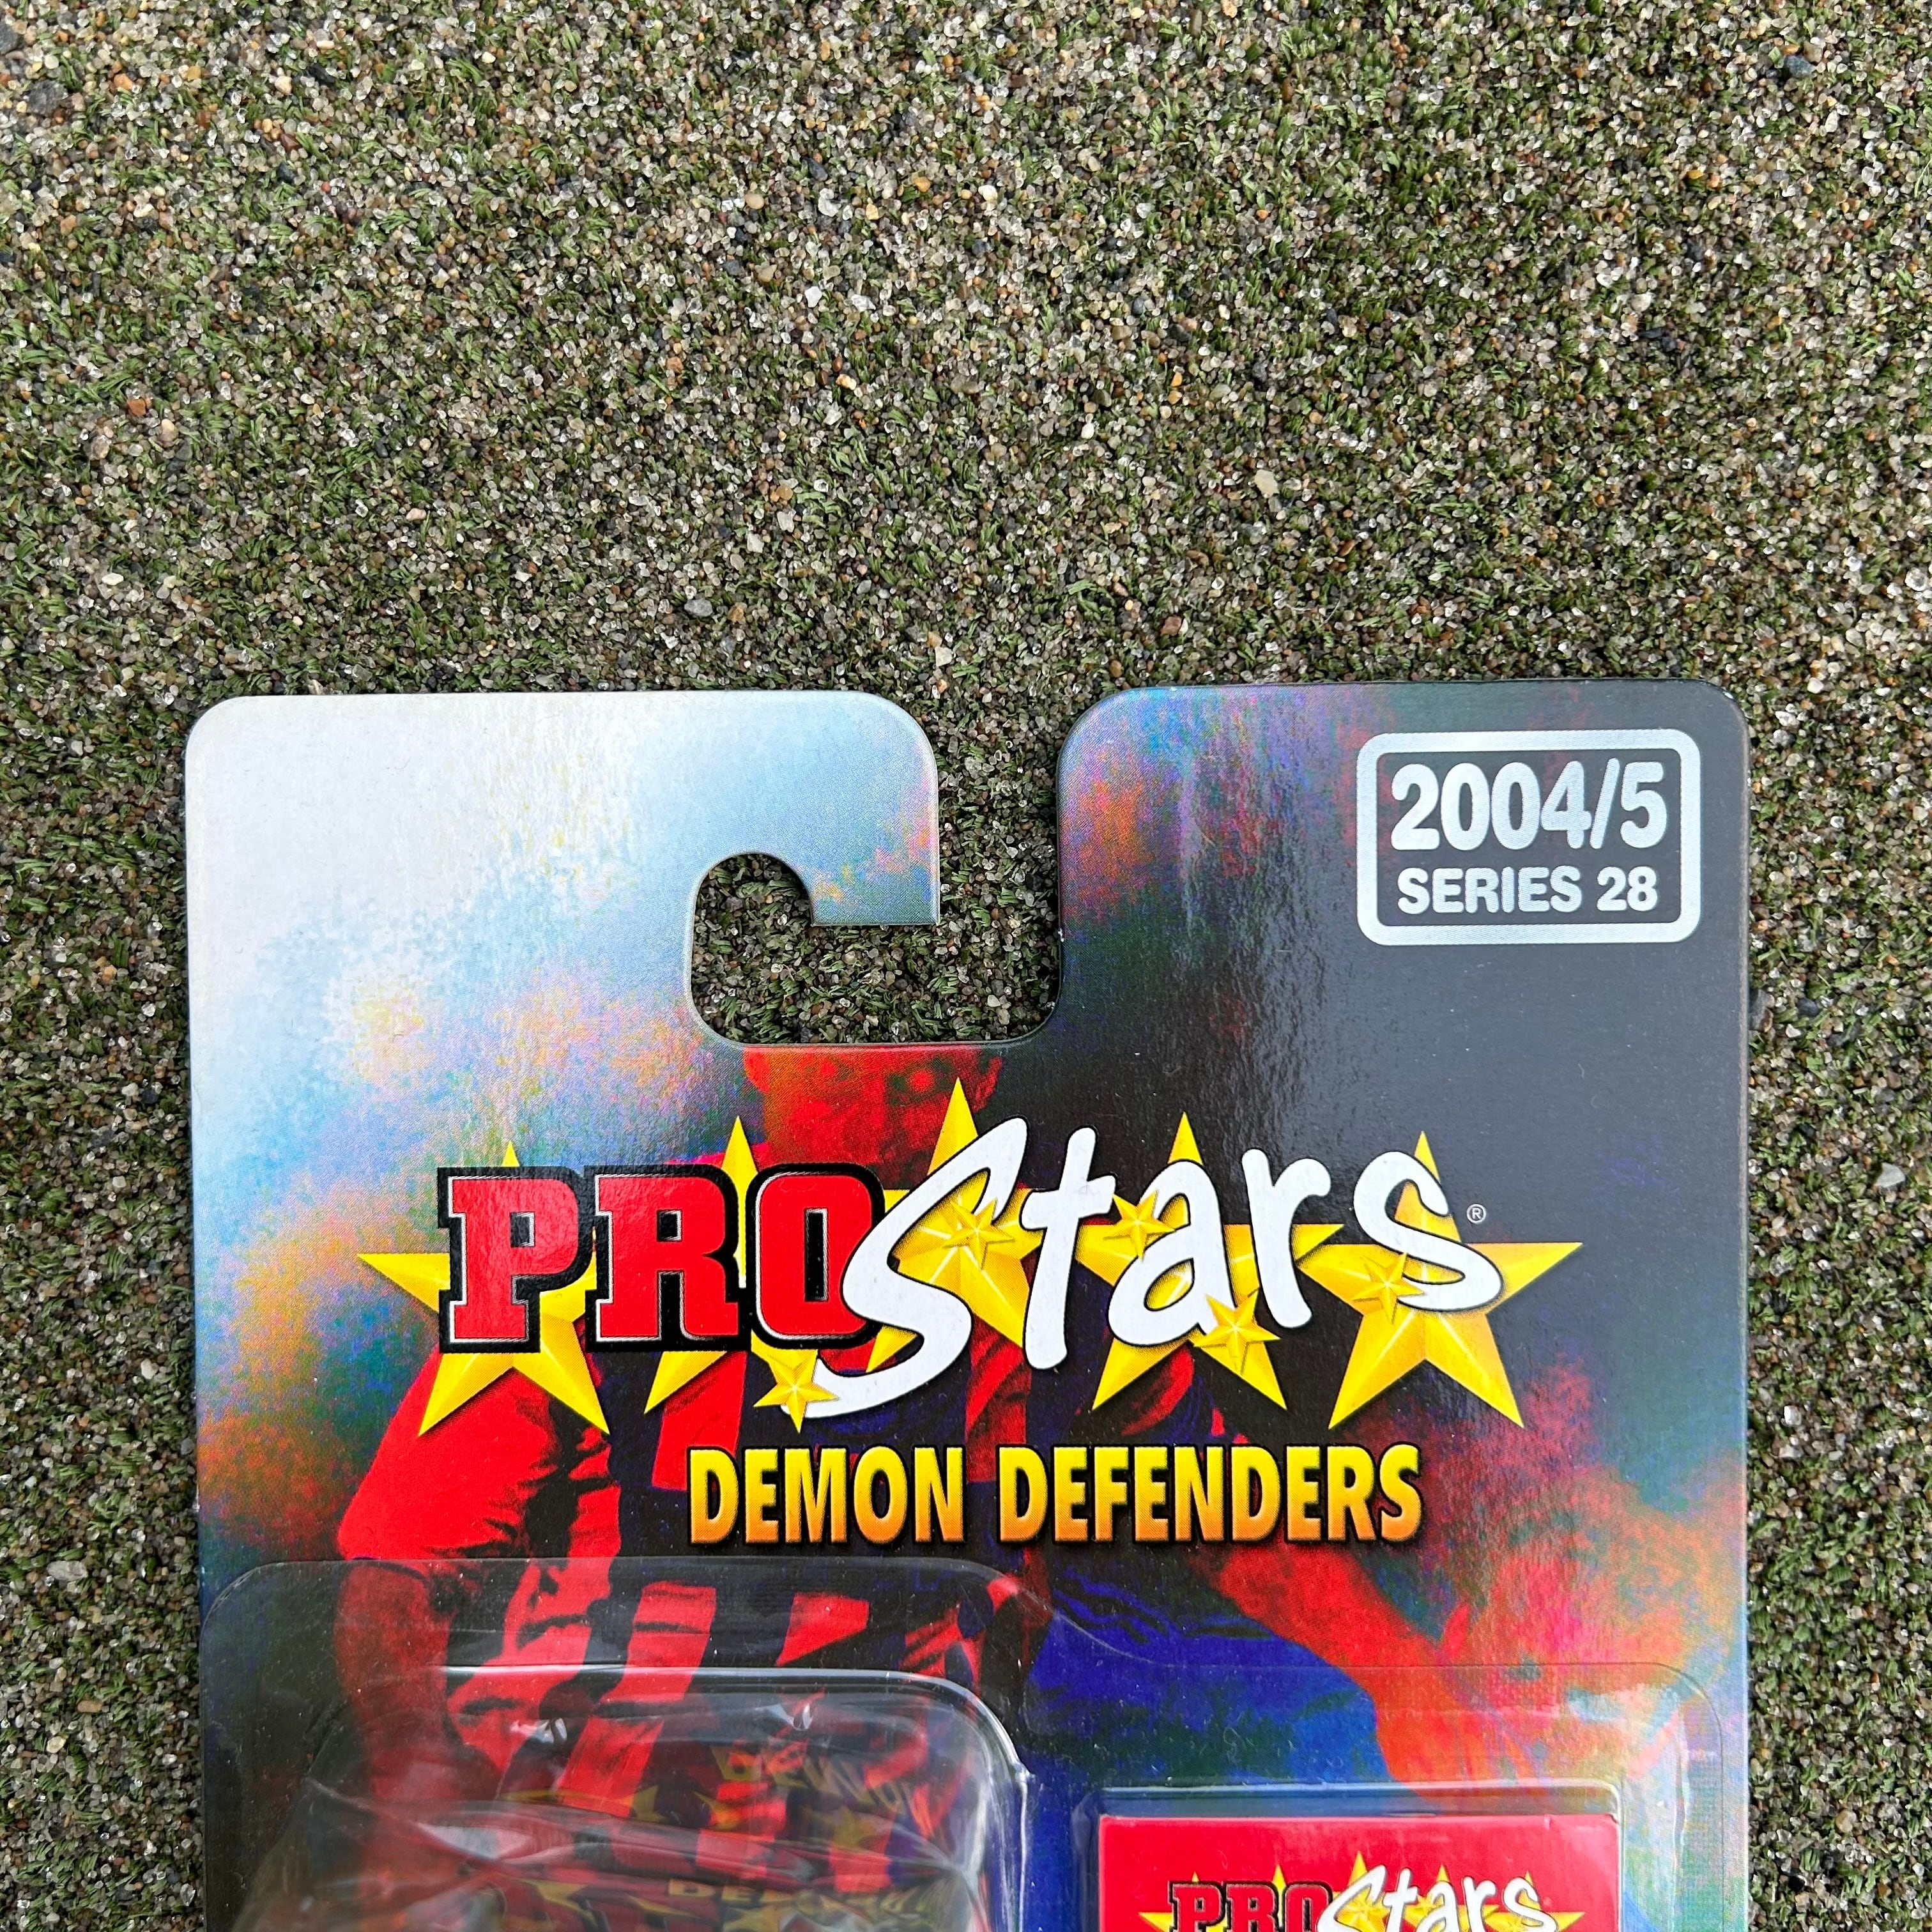 2004/5
SERIES 28
PROStars®
DEMON DEFENDERS
PROStars